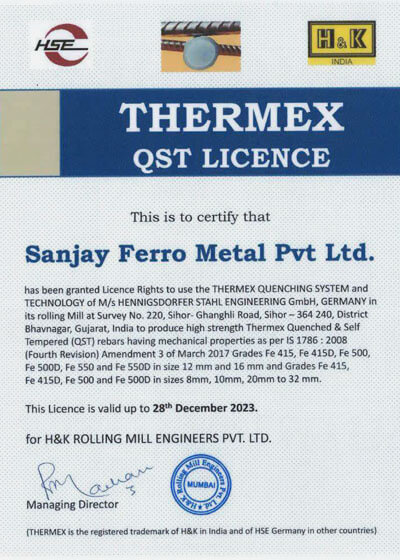 HSE
H&K
INDIA
THERMEX
QST LICENCE
This is to certify that
Sanjay Ferro Metal Pvt Ltd.
has been granted Licence Rights to use the THERMEX QUENCHING SYSTEM and
TECHNOLOGY of M/s HENNIGSDORFER STAHL ENGINEERING GmbH, GERMANY in
its rolling Mill at Survey No. 220, Sihor- Ghanghli Road, Sihor – 364 240, District
Bhavnagar, Gujarat, India to produce high strength Thermex Quenched & Self
Tempered (QST) rebars having mechanical properties as per IS 1786 : 2008
(Fourth Revision) Amendment 3 of March 2017 Grades Fe 415, Fe 415D, Fe 500,
Fe 500D, Fe 550 and Fe 550D in size 12 mm and 16 mm and Grades Fe 415,
Fe 415D, Fe 500 and Fe 500D in sizes 8mm, 10mm, 20mm to 32 mm.
This Licence is valid up to 28th December 2023.
for H&K ROLLING MILL ENGINEERS PVT. LTD.
H&K Rolling Mill Engineers Pvt. Ltd.
MUMBAI
Managing Director
(THERMEX is the registered trademark of H&K in India and of HSE Germany in other countries)